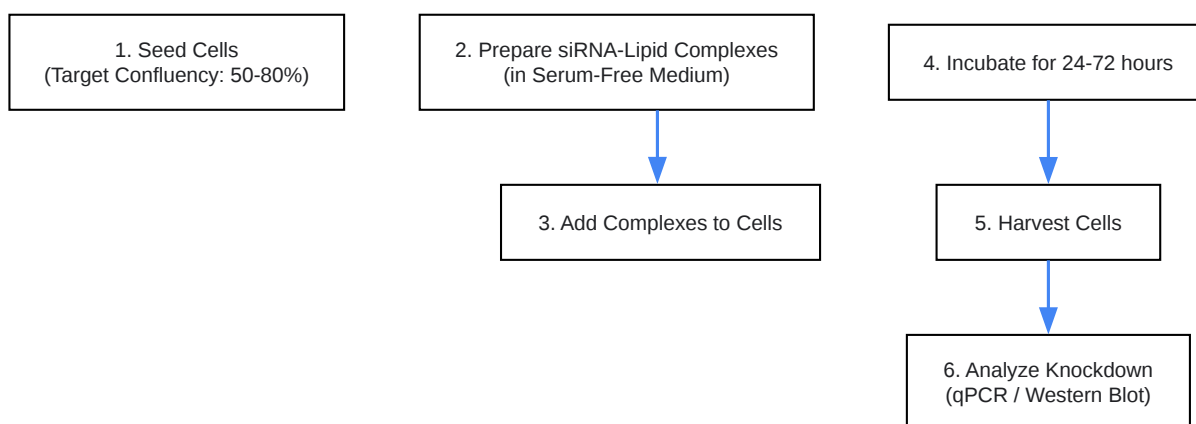 1. Seed Cells
(Target Confluency: 50-80%)
2. Prepare siRNA-Lipid Complexes
(in Serum-Free Medium)
3. Add Complexes to Cells
4. Incubate for 24-72 hours
5. Harvest Cells
6. Analyze Knockdown
(qPCR / Western Blot)